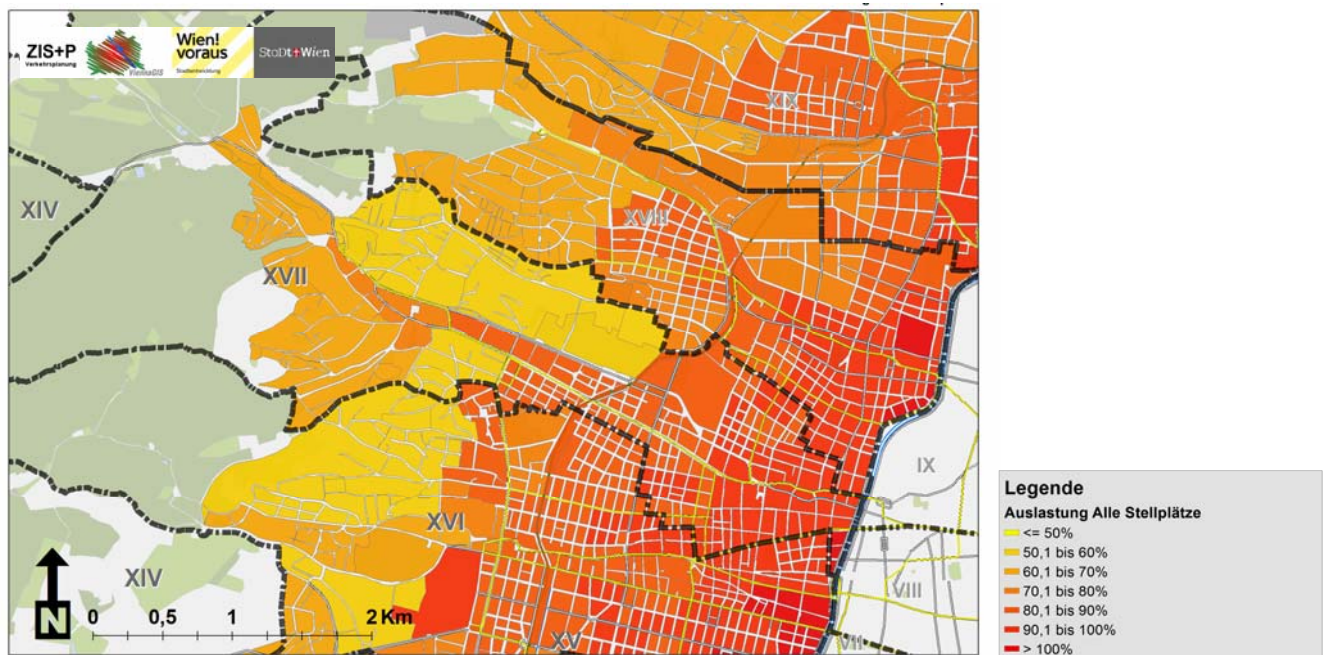 ZIS+P
Verkehrsplanung
ViennaGIS
Wien!
voraus
Stadtentwicklung
StaDt Wien
XIX
XIV
XVIII
XVII
IX
XVI
XIV
VIII
XV
VII
N
0 0,5 1 2 Km
Legende
Auslastung Alle Stellplätze
<= 50%
50,1 bis 60%
60,1 bis 70%
70,1 bis 80%
80,1 bis 90%
90,1 bis 100%
> 100%